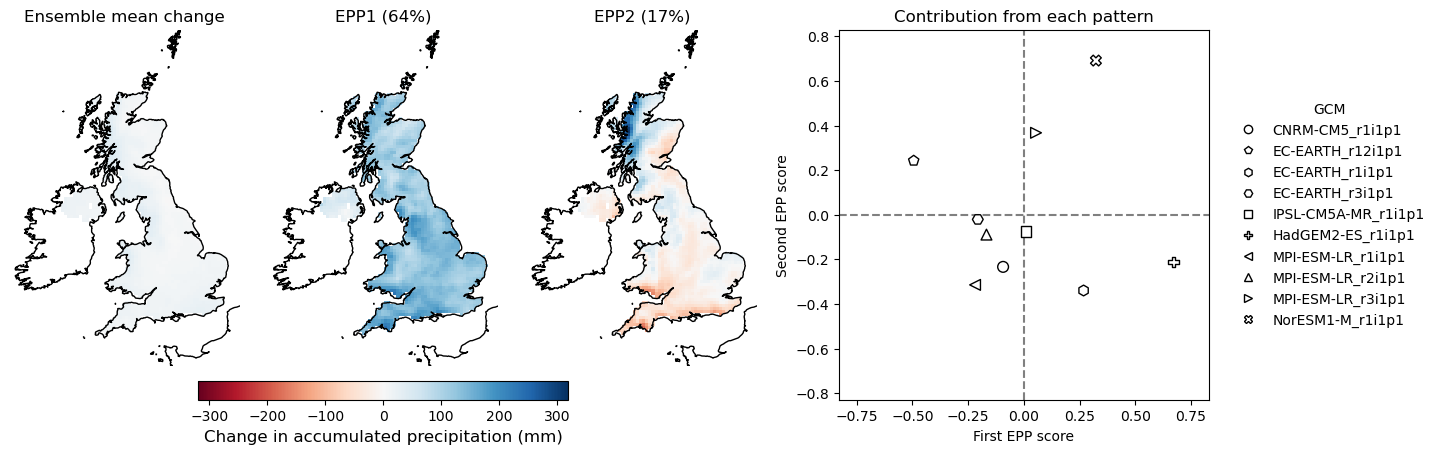 Ensemble mean change
EPP1 (64%)
EPP2 (17%)
−300 −200 −100 0 100 200 300
Change in accumulated precipitation (mm)
Contribution from each pattern
0.8
0.6
0.4
0.2
0.0
−0.2
−0.4
−0.6
−0.8
Second EPP score
−0.75 −0.50 −0.25 0.00 0.25 0.50 0.75
First EPP score
GCM
CNRM-CM5_r1i1p1
EC-EARTH_r12i1p1
EC-EARTH_r1i1p1
EC-EARTH_r3i1p1
IPSL-CM5A-MR_r1i1p1
HadGEM2-ES_r1i1p1
MPI-ESM-LR_r1i1p1
MPI-ESM-LR_r2i1p1
MPI-ESM-LR_r3i1p1
NorESM1-M_r1i1p1